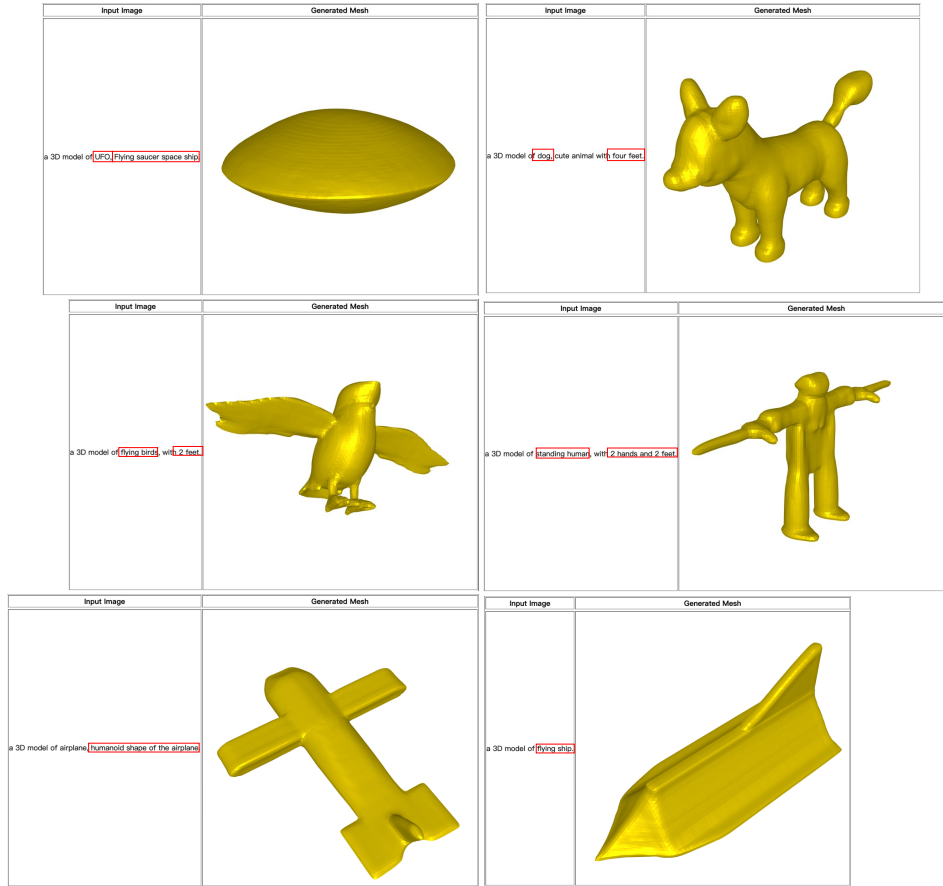 Input Image
Generated Mesh
Input Image
Generated Mesh
a 3D model of UFO, Flying saucer space ship.
a 3D model of dog, cute animal with four feet.
Input Image
Generated Mesh
Input Image
Generated Mesh
a 3D model of flying birds, with 2 feet.
a 3D model of standing human, with 2 hands and 2 feet.
Input Image
Generated Mesh
Input Image
Generated Mesh
a 3D model of airplane, humanoid shape of the airplane
a 3D model of flying ship.